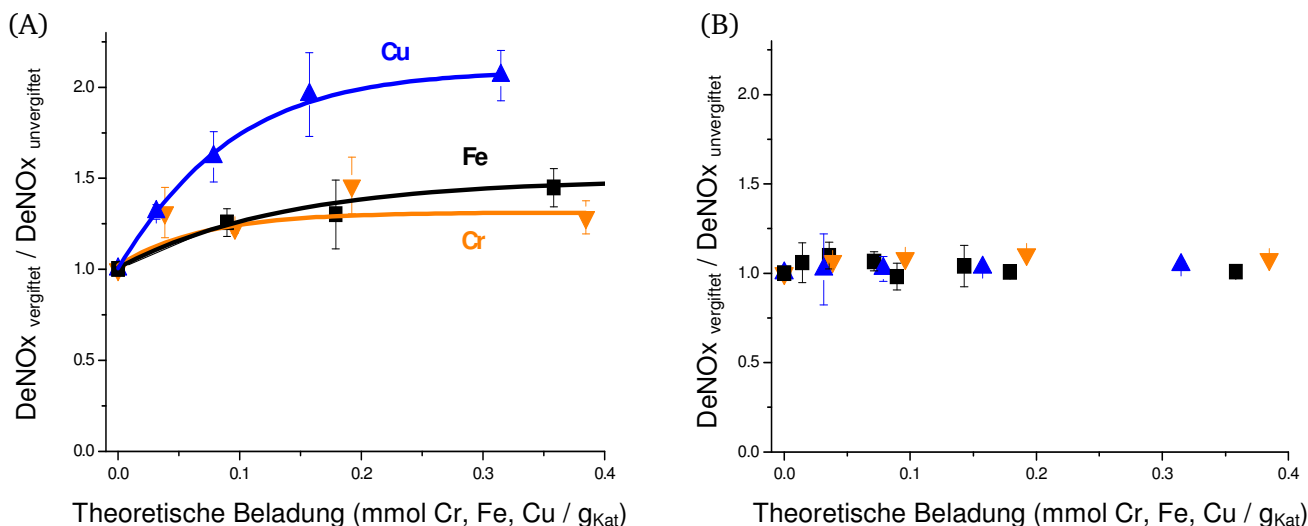 (A)
DeNOx vergiftet / DeNOx unvergiftet
2.0
1.5
1.0
0.5
0.0
Cu
Fe
Cr
0.0 0.1 0.2 0.3 0.4
Theoretische Beladung (mmol Cr, Fe, Cu / gKat)
(B)
DeNOx vergiftet / DeNOx unvergiftet
2.0
1.5
1.0
0.5
0.0
0.0 0.1 0.2 0.3 0.4
Theoretische Beladung (mmol Cr, Fe, Cu / gKat)